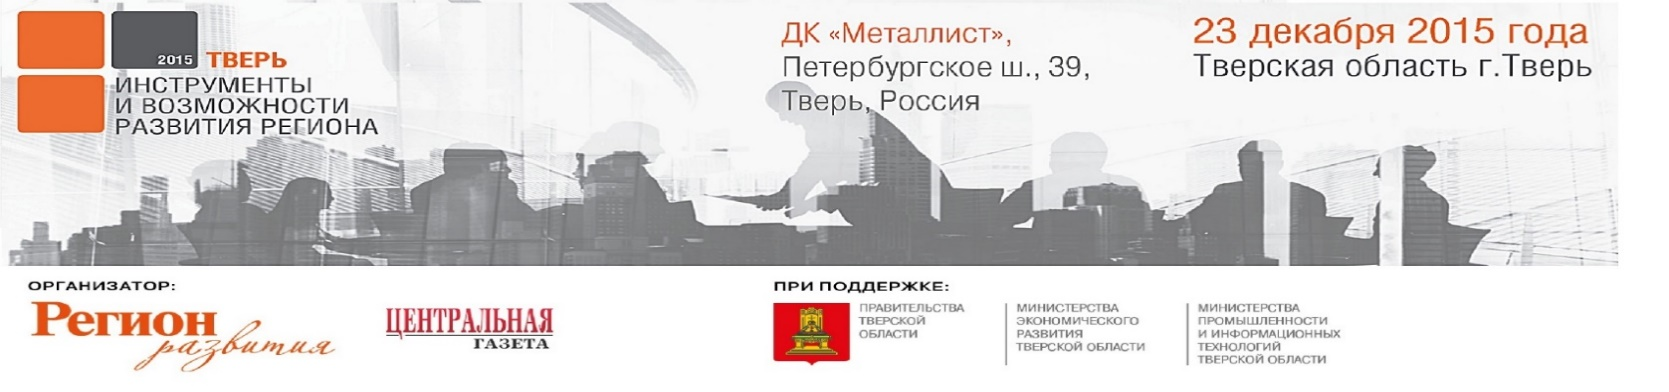 2015 ТВЕРЬ
ИНСТРУМЕНТЫ
И ВОЗМОЖНОСТИ
РАЗВИТИЯ РЕГИОНА
ДК «Металлист»,
Петербургское ш., 39,
Тверь, Россия
23 декабря 2015 года
Тверская область г.Тверь
ОРГАНИЗАТОР:
Регион
развития
ЦЕНТРАЛЬНАЯ
ГАЗЕТА
ПРИ ПОДДЕРЖКЕ:
ПРАВИТЕЛЬСТВА
ТВЕРСКОЙ
ОБЛАСТИ
МИНИСТЕРСТВА
ЭКОНОМИЧЕСКОГО
РАЗВИТИЯ
ТВЕРСКОЙ ОБЛАСТИ
МИНИСТЕРСТВА
ПРОМЫШЛЕННОСТИ
И ИНФОРМАЦИОННЫХ
ТЕХНОЛОГИЙ
ТВЕРСКОЙ ОБЛАСТИ